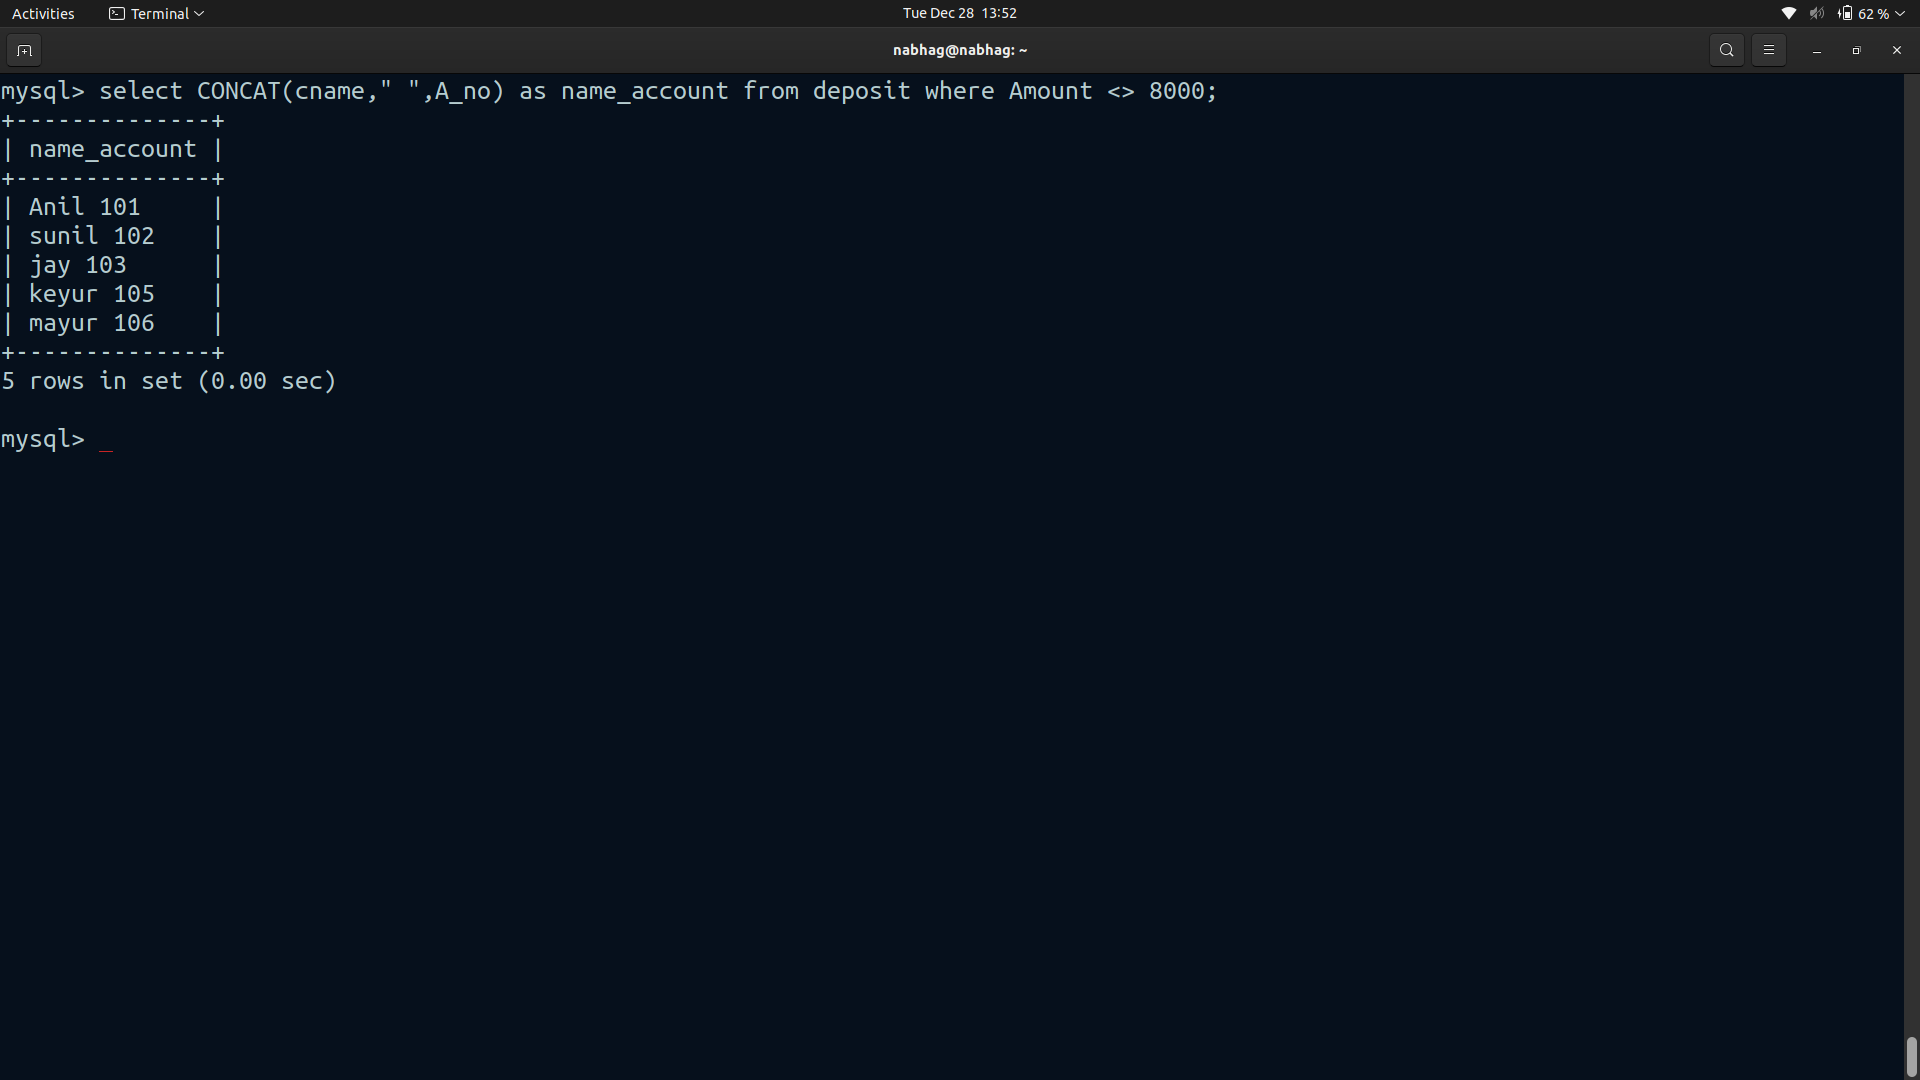 Activities Terminal Tue Dec 28 13:52 62 %
nabhag@nabhag: ~
mysql> select CONCAT(cname," ",A_no) as name_account from deposit where Amount <> 8000;
+--------------+
| name_account |
+--------------+
| Anil 101     |
| sunil 102    |
| jay 103      |
| keyur 105    |
| mayur 106    |
+--------------+
5 rows in set (0.00 sec)
mysql> _